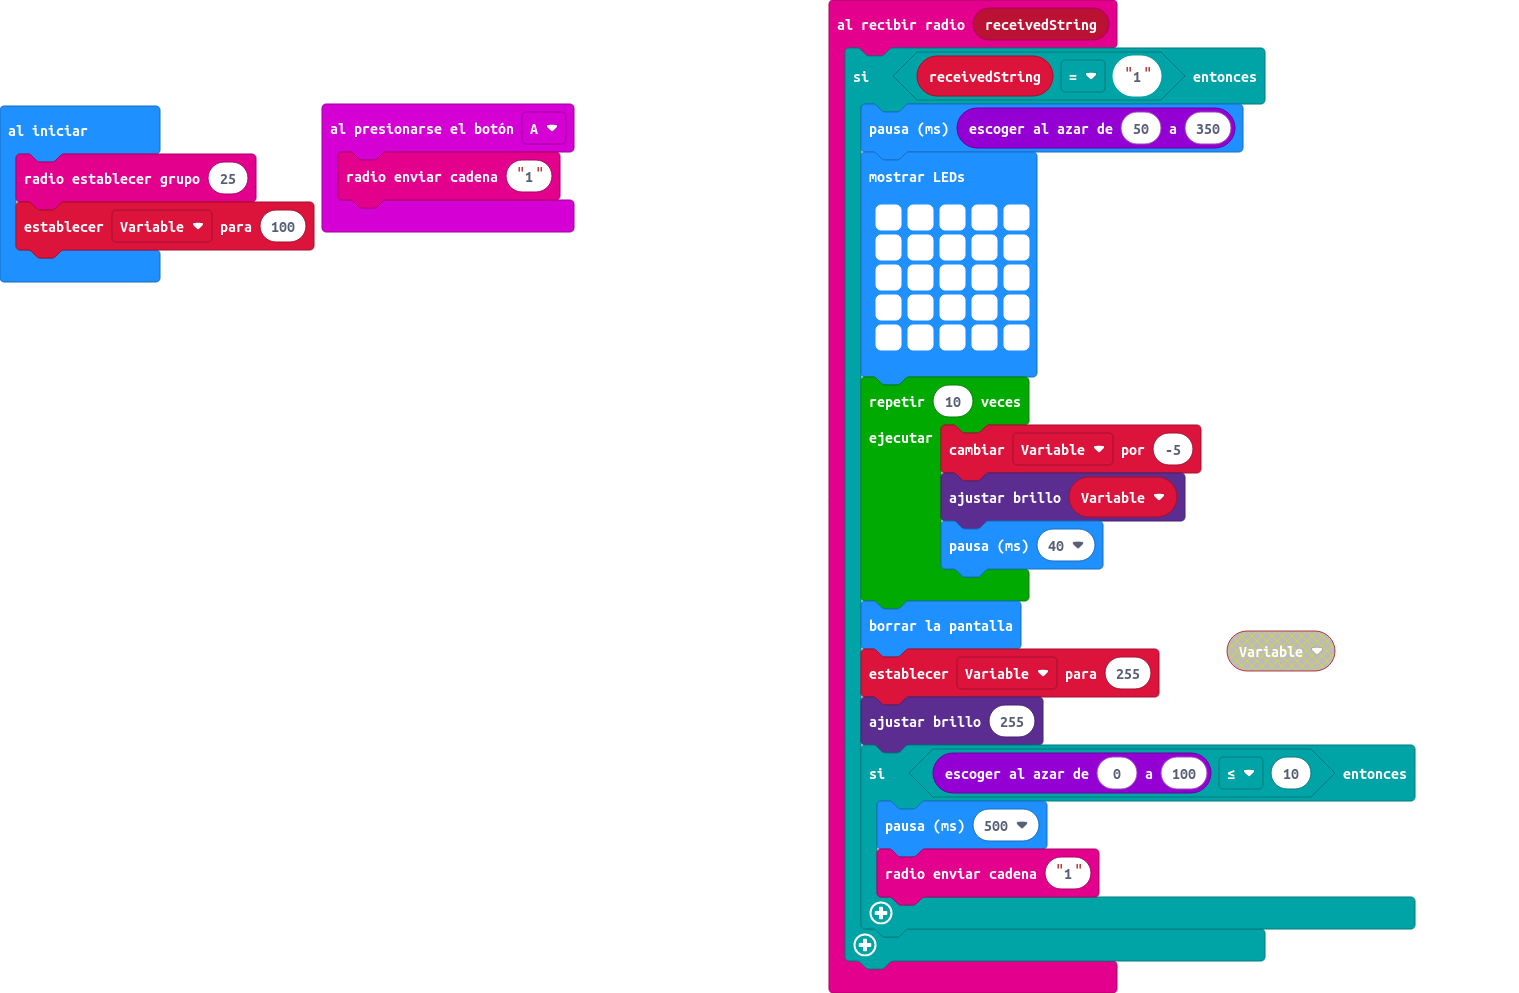 al iniciar
radio establecer grupo 25
establecer Variable para 100
al presionarse el botón A
radio enviar cadena "1"
al recibir radio receivedString
si receivedString = "1" entonces
pausa (ms) escoger al azar de 50 a 350
mostrar LEDs
repetir 10 veces
ejecutar
cambiar Variable por -5
ajustar brillo Variable
pausa (ms) 40
borrar la pantalla
establecer Variable para 255
Variable
ajustar brillo 255
si escoger al azar de 0 a 100 ≤ 10 entonces
pausa (ms) 500
radio enviar cadena "1"